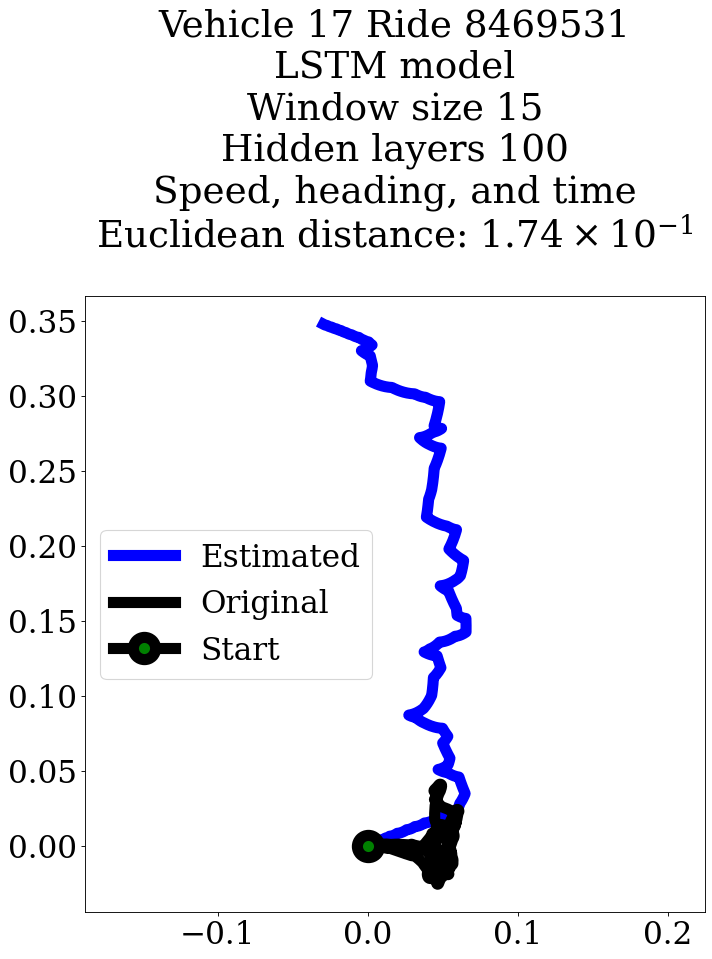 Vehicle 17 Ride 8469531
LSTM model
Window size 15
Hidden layers 100
Speed, heading, and time
Euclidean distance: 1.74 × 10⁻¹
0.35
0.30
0.25
0.20
0.15
0.10
0.05
0.00
Estimated
Original
Start
−0.1
0.0
0.1
0.2